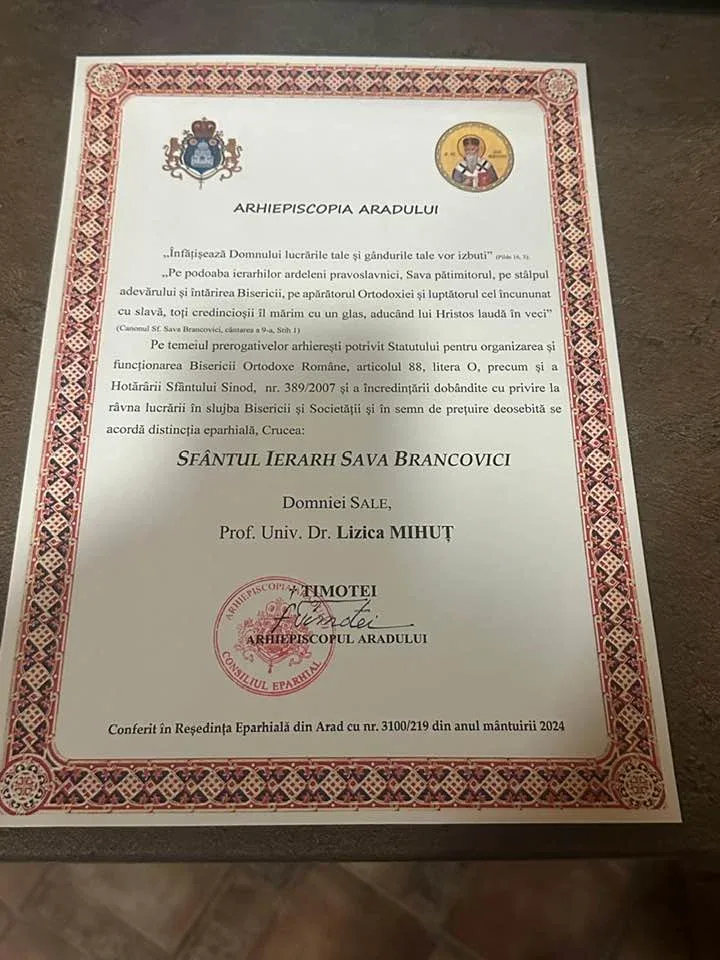 ARHIEPISCOPIA ARADULUI
„Înfățișează Domnului lucrările tale și gândurile tale vor izbuti” (Pilde 16, 3).
„Pe podoaba ierarhilor ardeleni pravoslavnici, Sava pătimitorul, pe stâlpul
adevărului și întărirea Bisericii, pe apărătorul Ortodoxiei și luptătorul cel încununat
cu slavă, toți credincioșii îl mărim cu un glas, aducând lui Hristos laudă în veci”
(Canonul Sf. Sava Brancovici, cântarea a 9-a, Stih 1)
Pe temeiul prerogativelor arhierești potrivit Statutului pentru organizarea și
funcționarea Bisericii Ortodoxe Române, articolul 88, litera O, precum și a
Hotărârii Sfântului Sinod, nr. 389/2007 și a încredințării dobândite cu privire la
râvna lucrării în slujba Bisericii și Societății și în semn de prețuire deosebită se
acordă distincția eparhială, Crucea:
SFÂNTUL IERARH SAVA BRANCOVICI
Domniei SALE,
Prof. Univ. Dr. Lizica MIHUȚ
† TIMOTEI
† Timotei
ARHIEPISCOPUL ARADULUI
ARHIEPISCOPIA
CONSILIUL EPARHIAL
Conferit în Reședința Eparhială din Arad cu nr. 3100/219 din anul mântuirii 2024